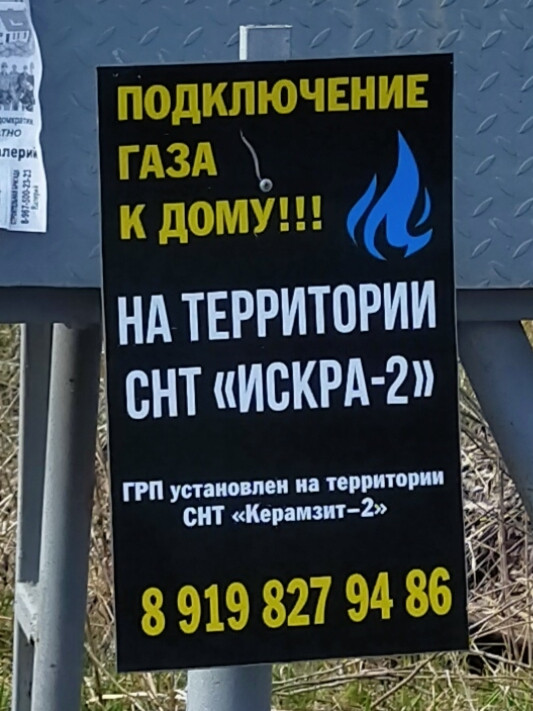 ПОДКЛЮЧЕНИЕ
ГАЗА
К ДОМУ!!!
НА ТЕРРИТОРИИ
СНТ «ИСКРА-2»
ГРП установлен на территории
СНТ «Керамзит-2»
8 919 827 94 86